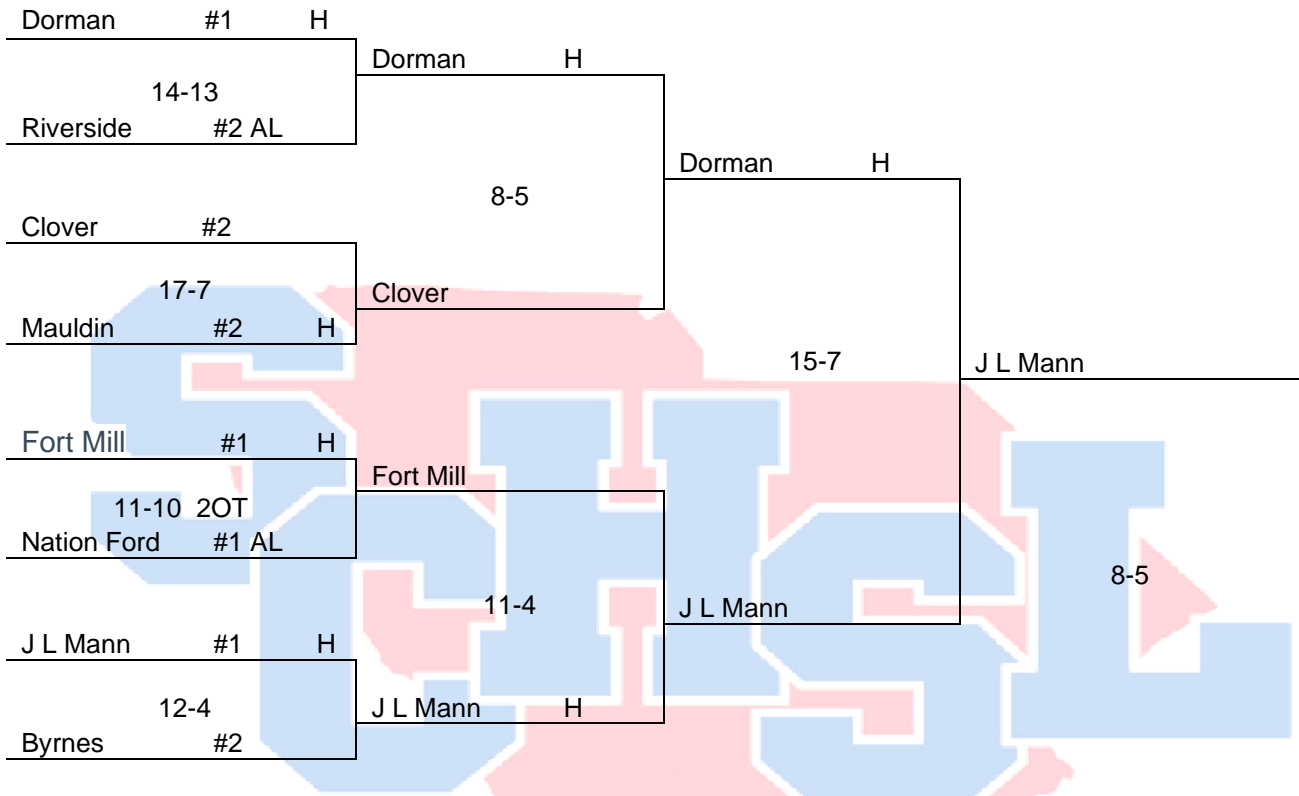 Dorman #1 H
Dorman H
14-13
Riverside #2 AL
Dorman H
8-5
Clover #2
17-7
Clover
Mauldin #2 H
15-7
J L Mann
Fort Mill #1 H
Fort Mill
11-10 2OT
Nation Ford #1 AL
8-5
11-4
J L Mann
J L Mann #1 H
12-4
J L Mann H
Byrnes #2
SCHSL